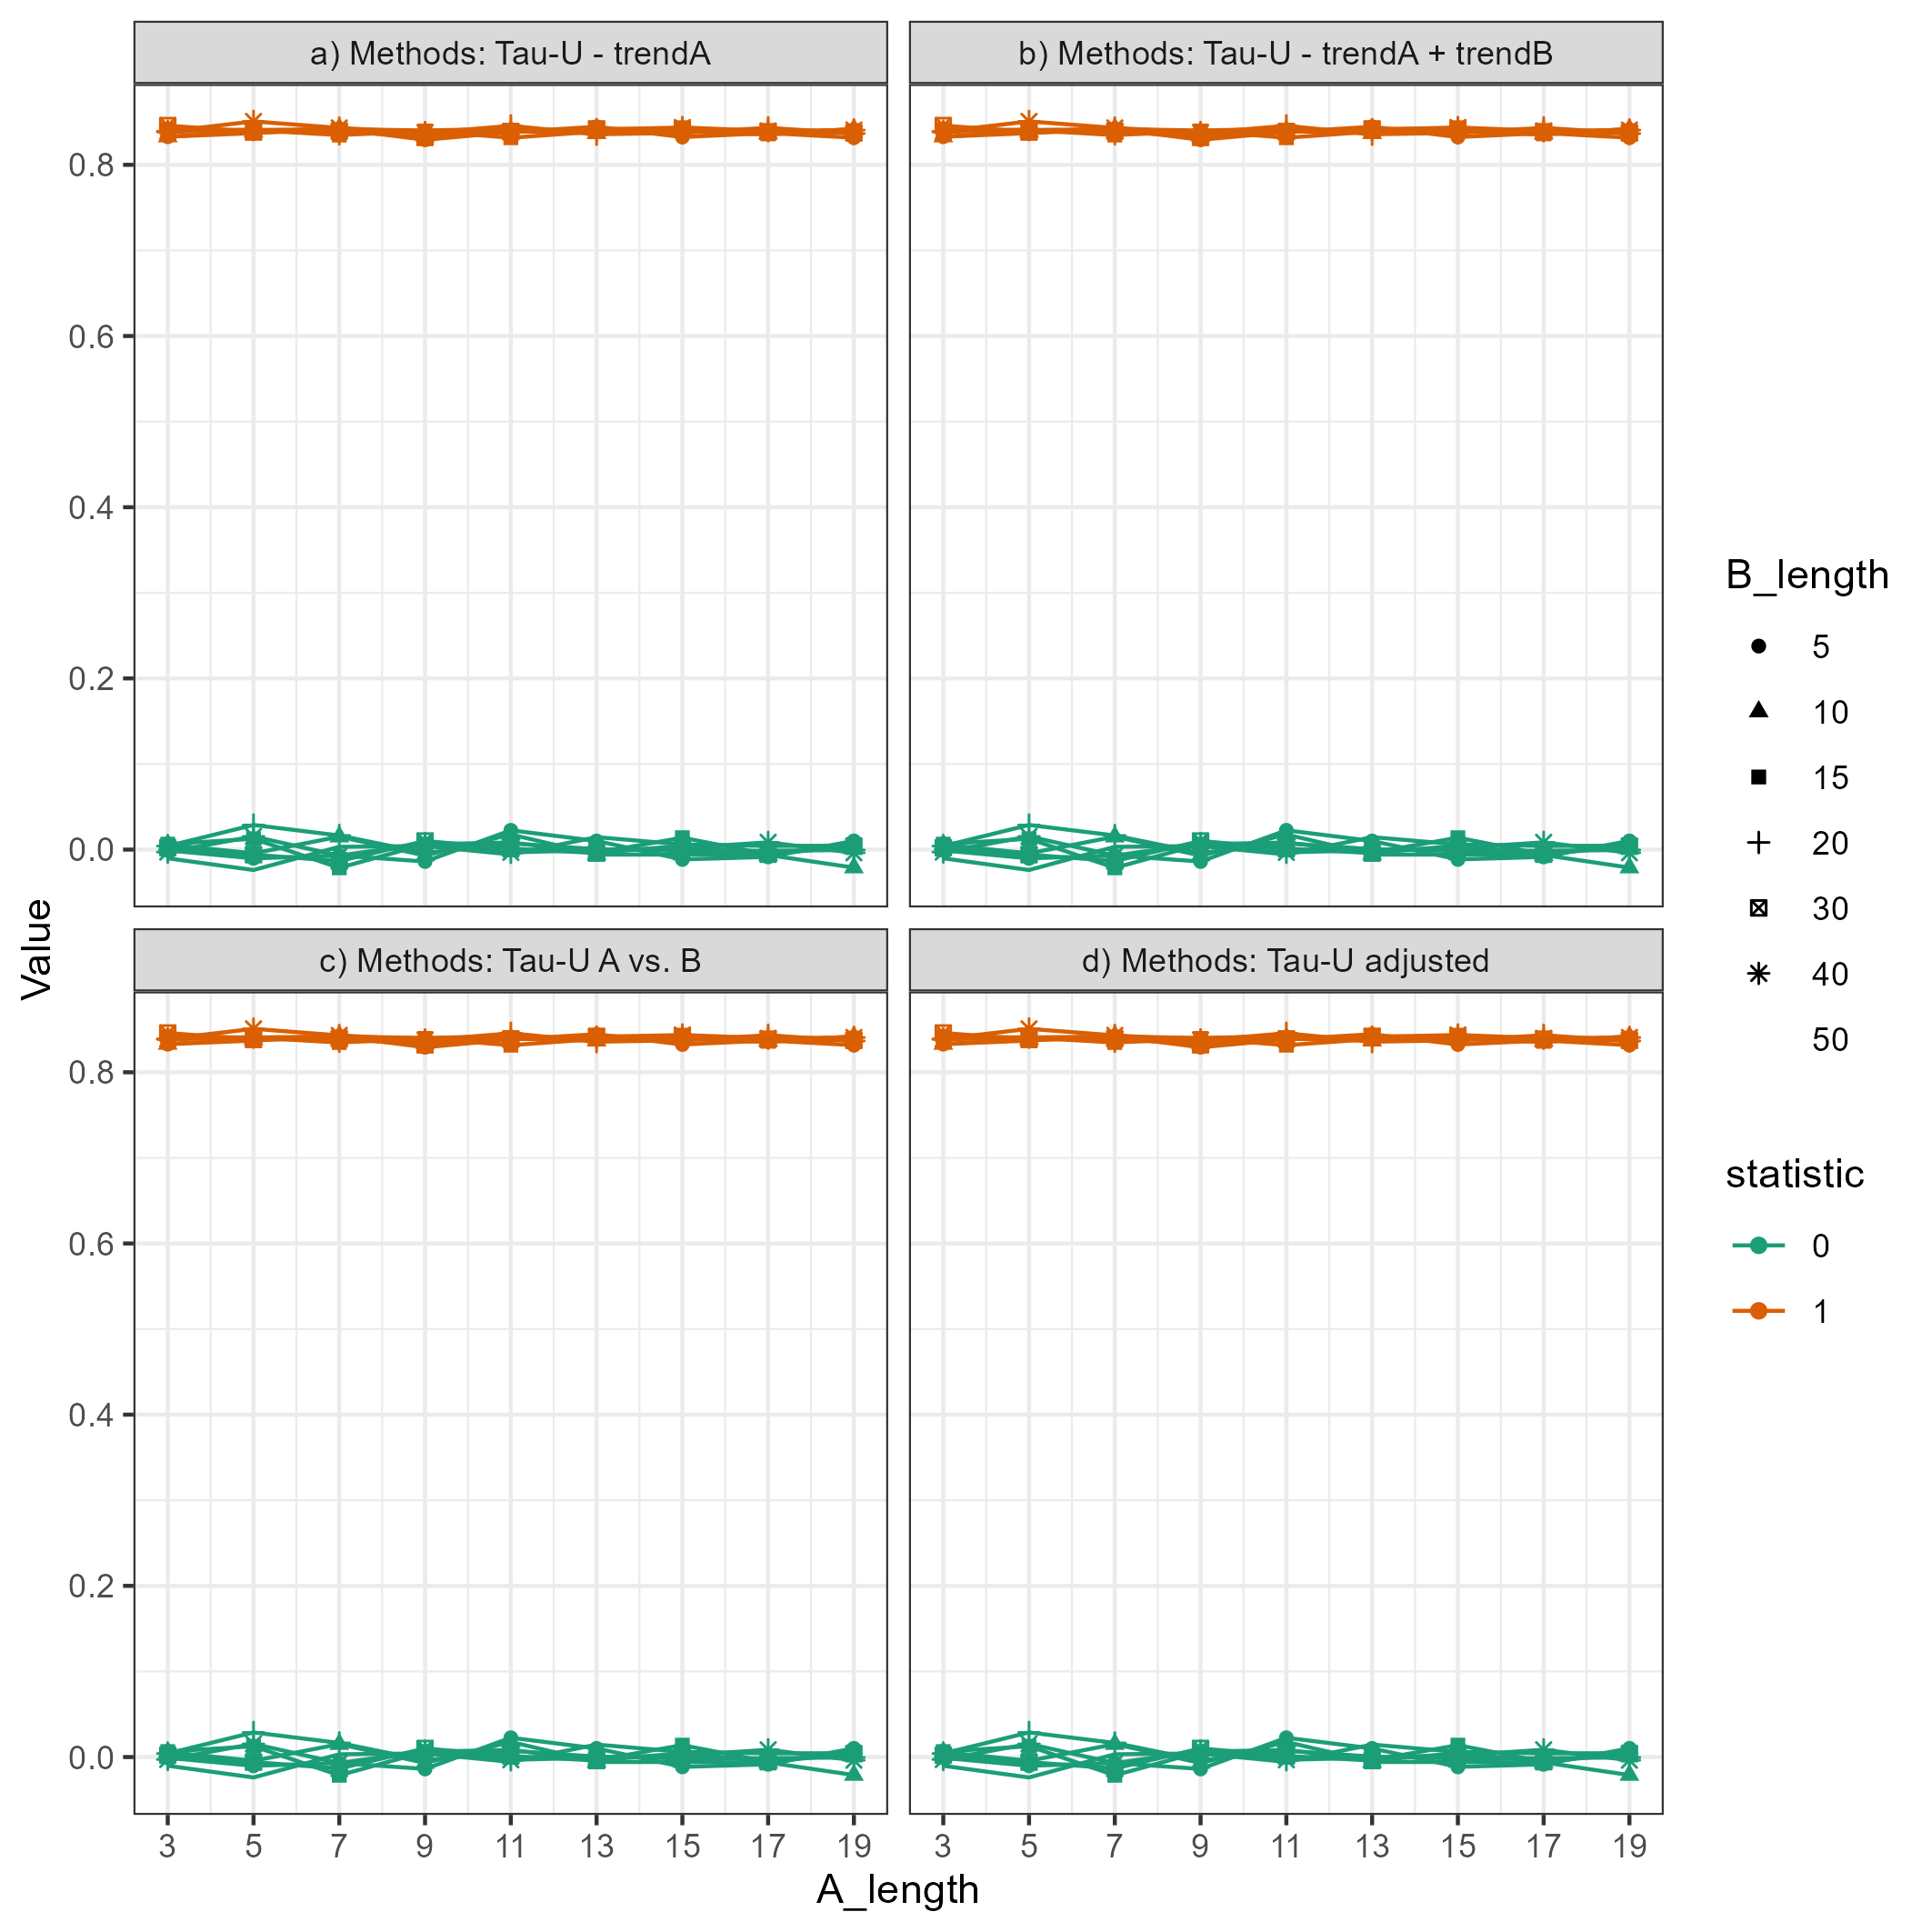 a) Methods: Tau-U - trendA
b) Methods: Tau-U - trendA + trendB
0.8
0.6
0.4
0.2
0.0
c) Methods: Tau-U A vs. B
d) Methods: Tau-U adjusted
0.8
0.6
0.4
0.2
0.0
3 5 7 9 11 13 15 17 19
3 5 7 9 11 13 15 17 19
A_length
Value
B_length
5
10
15
20
30
40
50
statistic
0
1